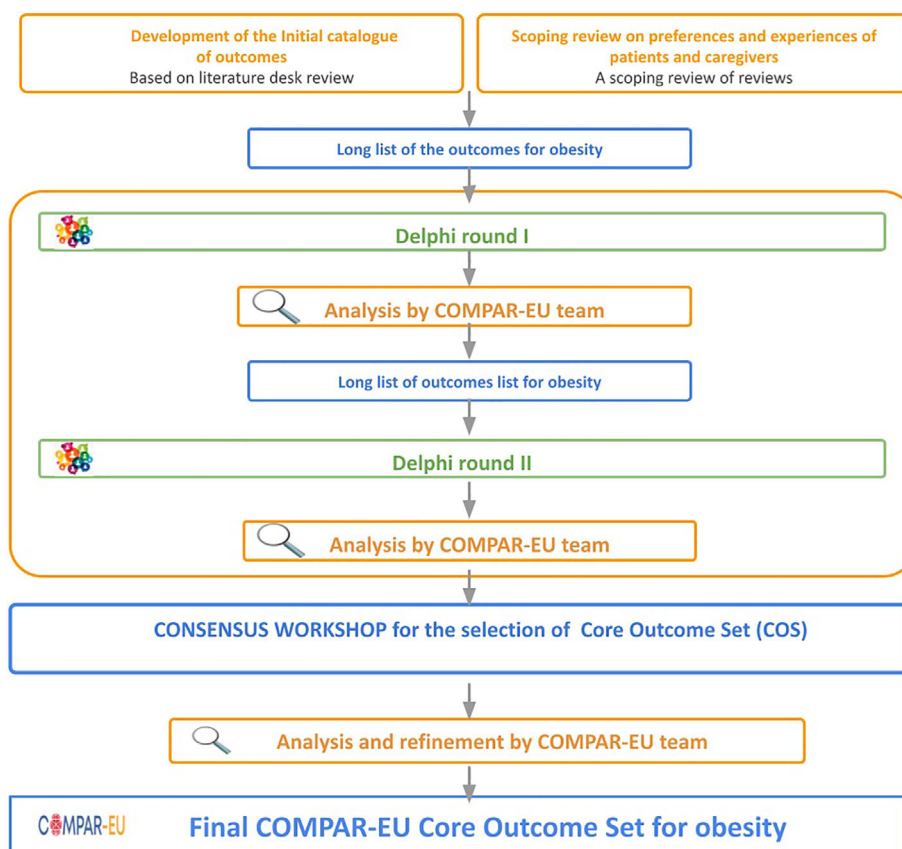 Development of the Initial catalogue
of outcomes
Based on literature desk review
Scoping review on preferences and experiences of
patients and caregivers
A scoping review of reviews
Long list of the outcomes for obesity
Delphi round I
Analysis by COMPAR-EU team
Long list of outcomes list for obesity
Delphi round II
Analysis by COMPAR-EU team
CONSENSUS WORKSHOP for the selection of Core Outcome Set (COS)
Analysis and refinement by COMPAR-EU team
COMPAR-EU
Final COMPAR-EU Core Outcome Set for obesity